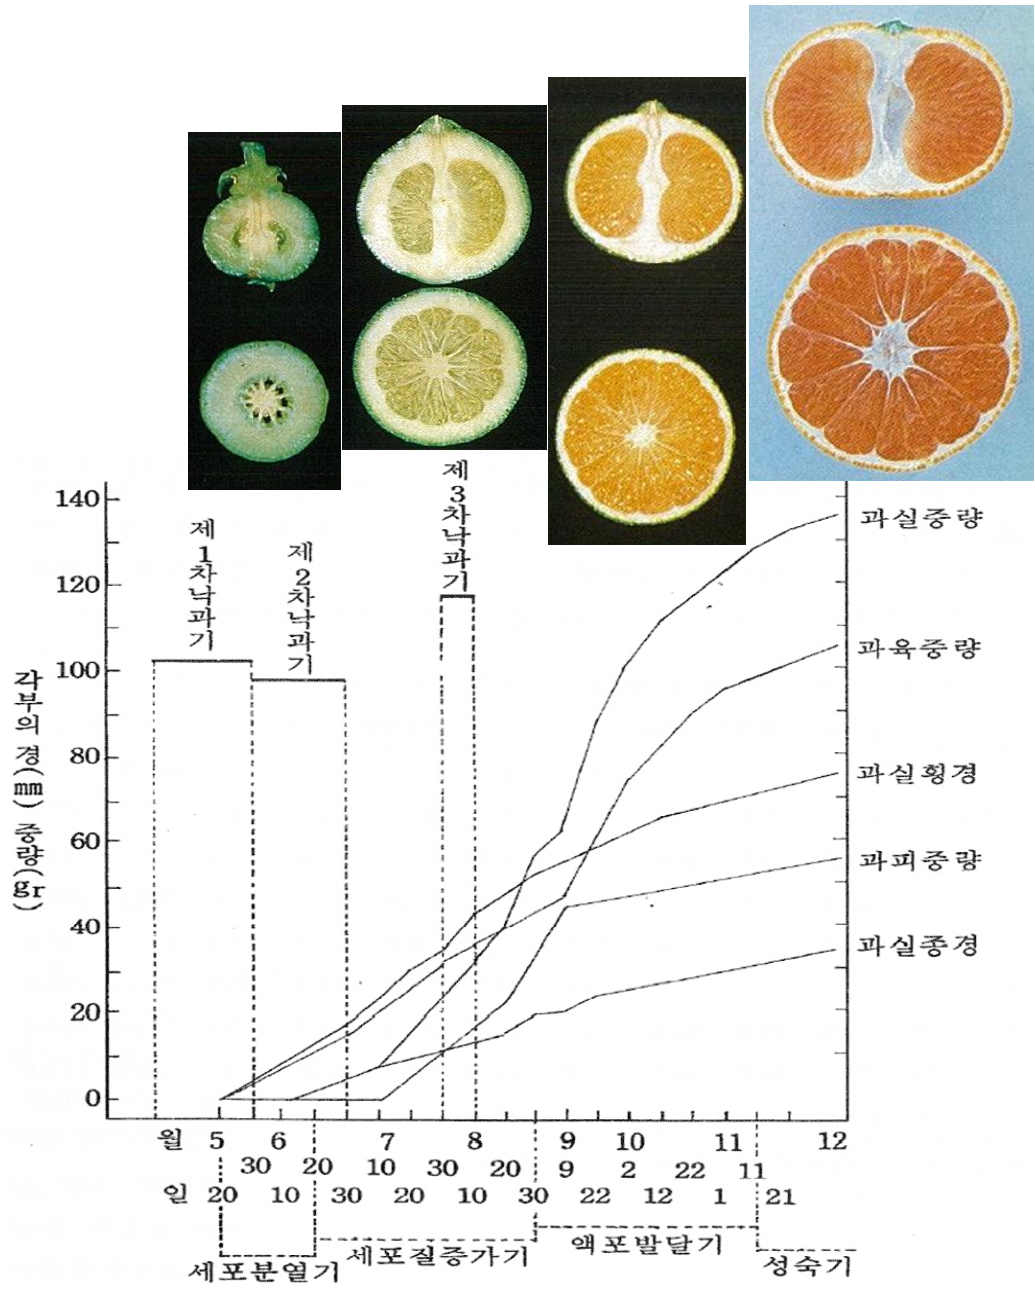 제3차낙과기
140
제1차낙과기
제2차낙과기
120
100
80
60
40
20
0
각부의 경(mm) 중량(gr)
과실중량
과육중량
과실횡경
과피중량
과실종경
월 5 6 7 8 9 10 11 12
30 20 10 30 20 9 2 22 11
일 20 10 30 20 10 30 22 12 1 21
세포분열기
세포질증가기
액포발달기
성숙기